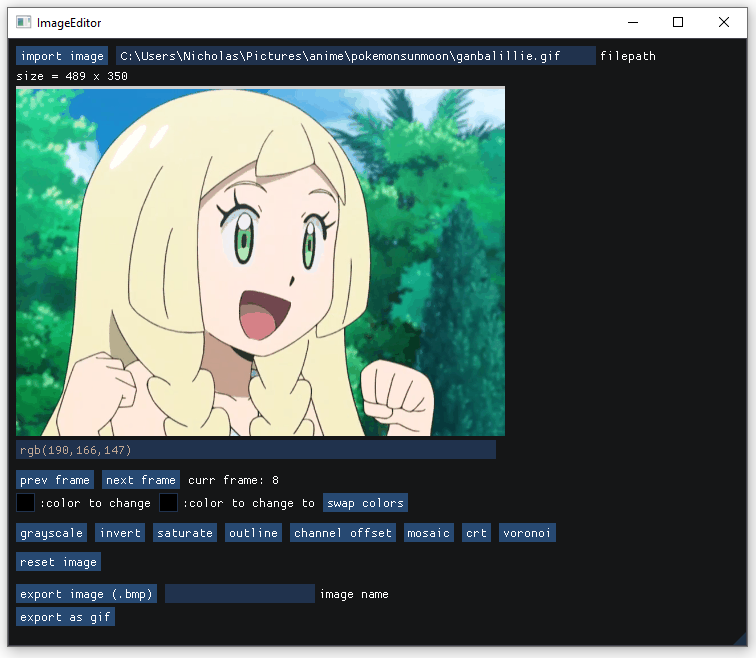 ImageEditor
import image C:\Users\Nicholas\Pictures\anime\pokemonsunmoon\ganbalillie.gif filepath
size = 489 x 350
rgb(190,166,147)
prev frame next frame curr frame: 8
:color to change :color to change to swap colors
grayscale invert saturate outline channel offset mosaic crt voronoi
reset image
export image (.bmp) image name
export as gif